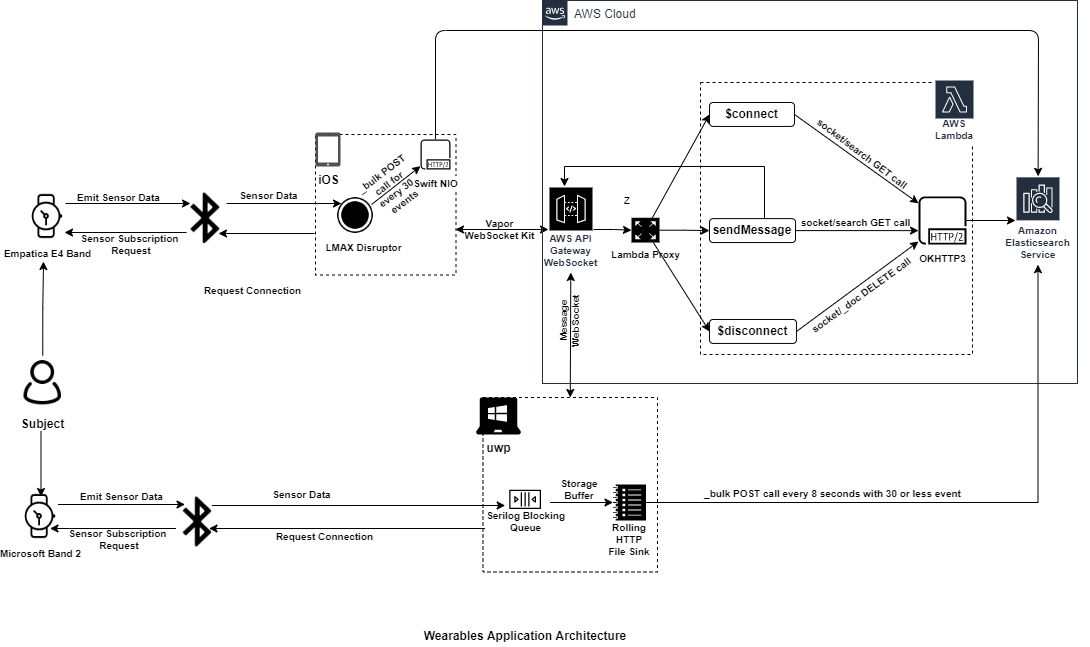 aws
AWS Cloud
AWS
Lambda
$connect
socket/search GET call
HTTP/2
iOS
_bulk POST
call for
every 30
events
Swift NIO
LMAX Disruptor
Emit Sensor Data
Sensor Data
Sensor Subscription
Request
Empatica E4 Band
Request Connection
Vapor
WebSocket Kit
AWS API
Gateway
WebSocket
Z
Lambda Proxy
sendMessage
socket/search GET call
HTTP/2
OKHTTP3
Amazon
Elasticsearch
Service
socket/_doc DELETE call
$disconnect
Message
WebSocket
Subject
uwp
Emit Sensor Data
Sensor Data
Sensor Subscription
Request
Microsoft Band 2
Request Connection
Serilog Blocking
Queue
Storage
Buffer
Rolling
HTTP
File Sink
_bulk POST call every 8 seconds with 30 or less event
Wearables Application Architecture